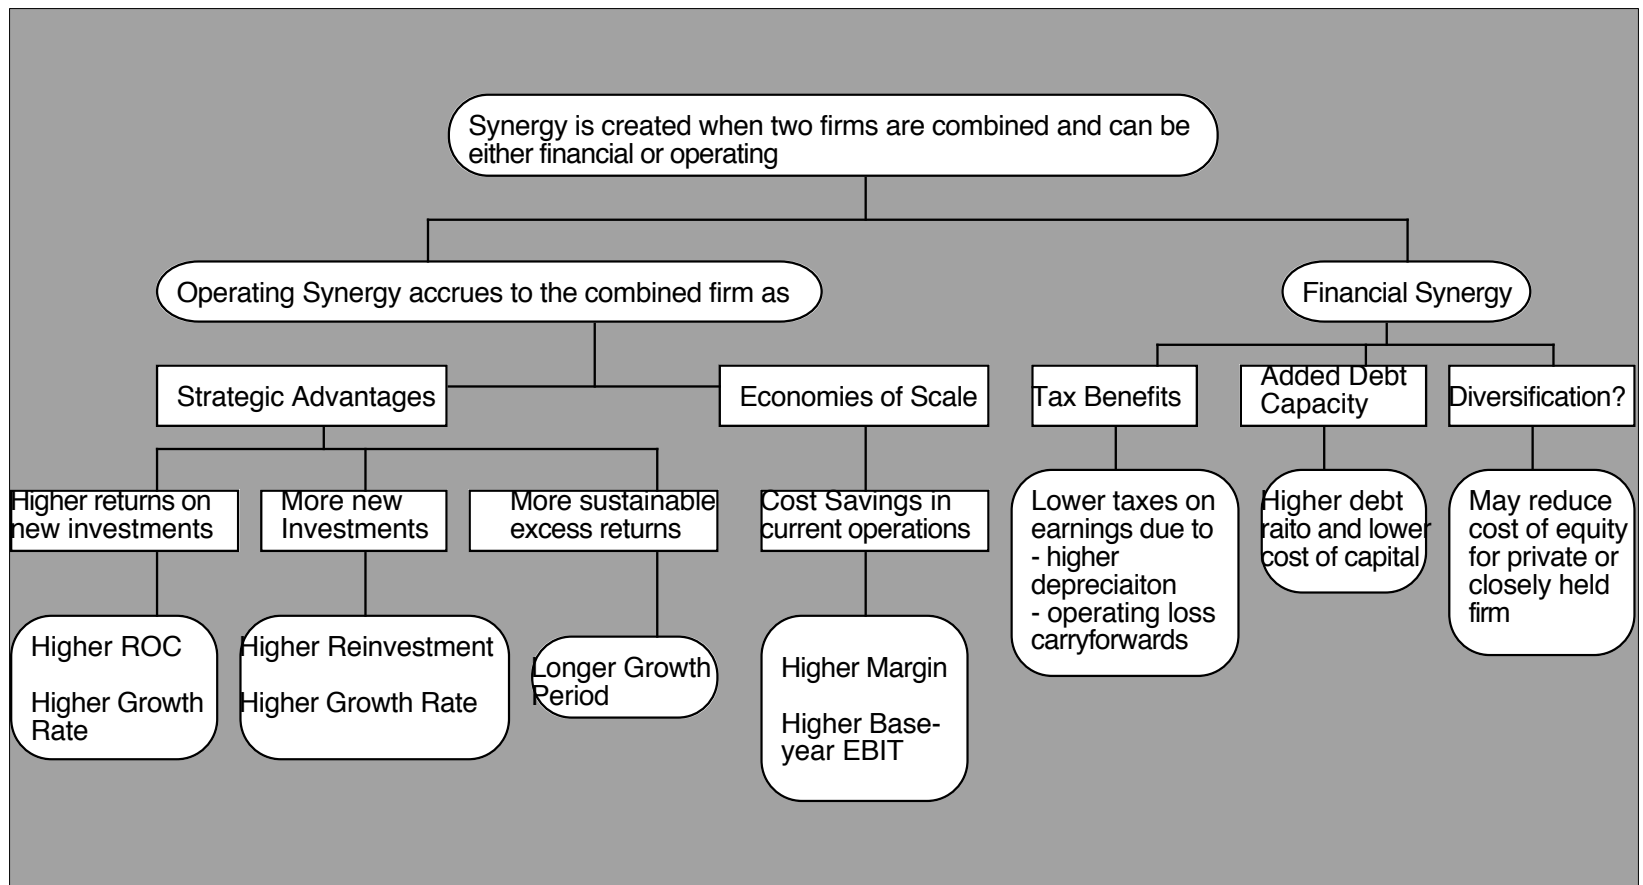 Synergy is created when two firms are combined and can be
either financial or operating
Operating Synergy accrues to the combined firm as
Financial Synergy
Strategic Advantages
Economies of Scale
Tax Benefits
Added Debt
Capacity
Diversification?
Higher returns on
new investments
More new
Investments
More sustainable
excess returns
Cost Savings in
current operations
Lower taxes on
earnings due to
- higher
depreciaiton
- operating loss
carryforwards
Higher debt
raito and lower
cost of capital
May reduce
cost of equity
for private or
closely held
firm
Higher ROC
Higher Growth
Rate
Higher Reinvestment
Higher Growth Rate
Longer Growth
Period
Higher Margin
Higher Base-
year EBIT